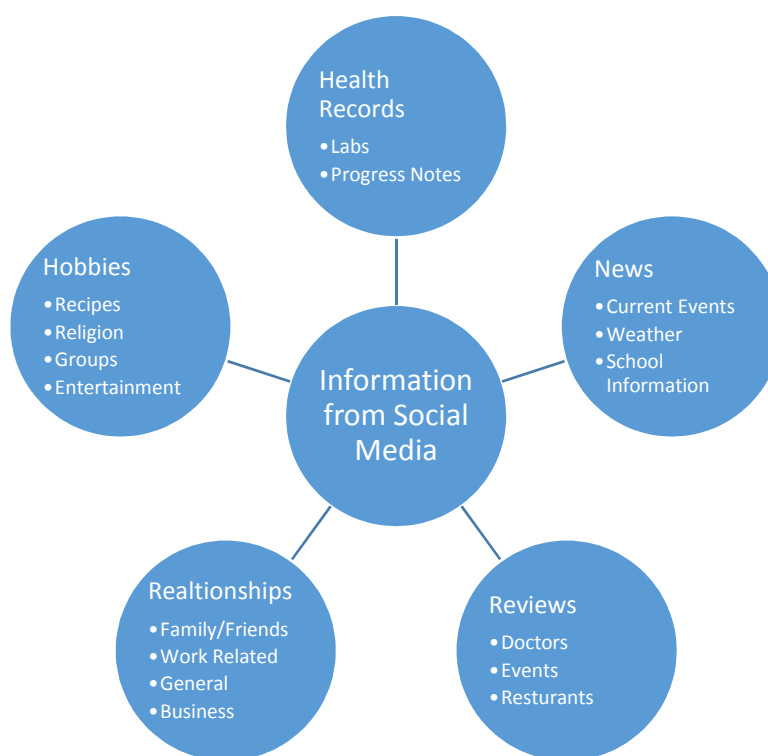 Health
Records
•Labs
•Progress Notes
Hobbies
•Recipes
•Religion
•Groups
•Entertainment
News
•Current Events
•Weather
•School
Information
Information
from Social
Media
Realtionships
•Family/Friends
•Work Related
•General
•Business
Reviews
•Doctors
•Events
•Resturants